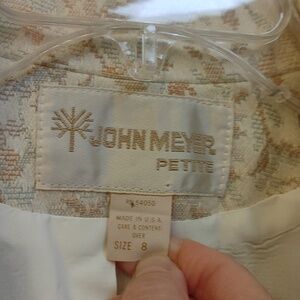 JOHN MEYER
PETITE
MADE IN U.S.A.
CARE & CONTENT
OVER
SIZE 8